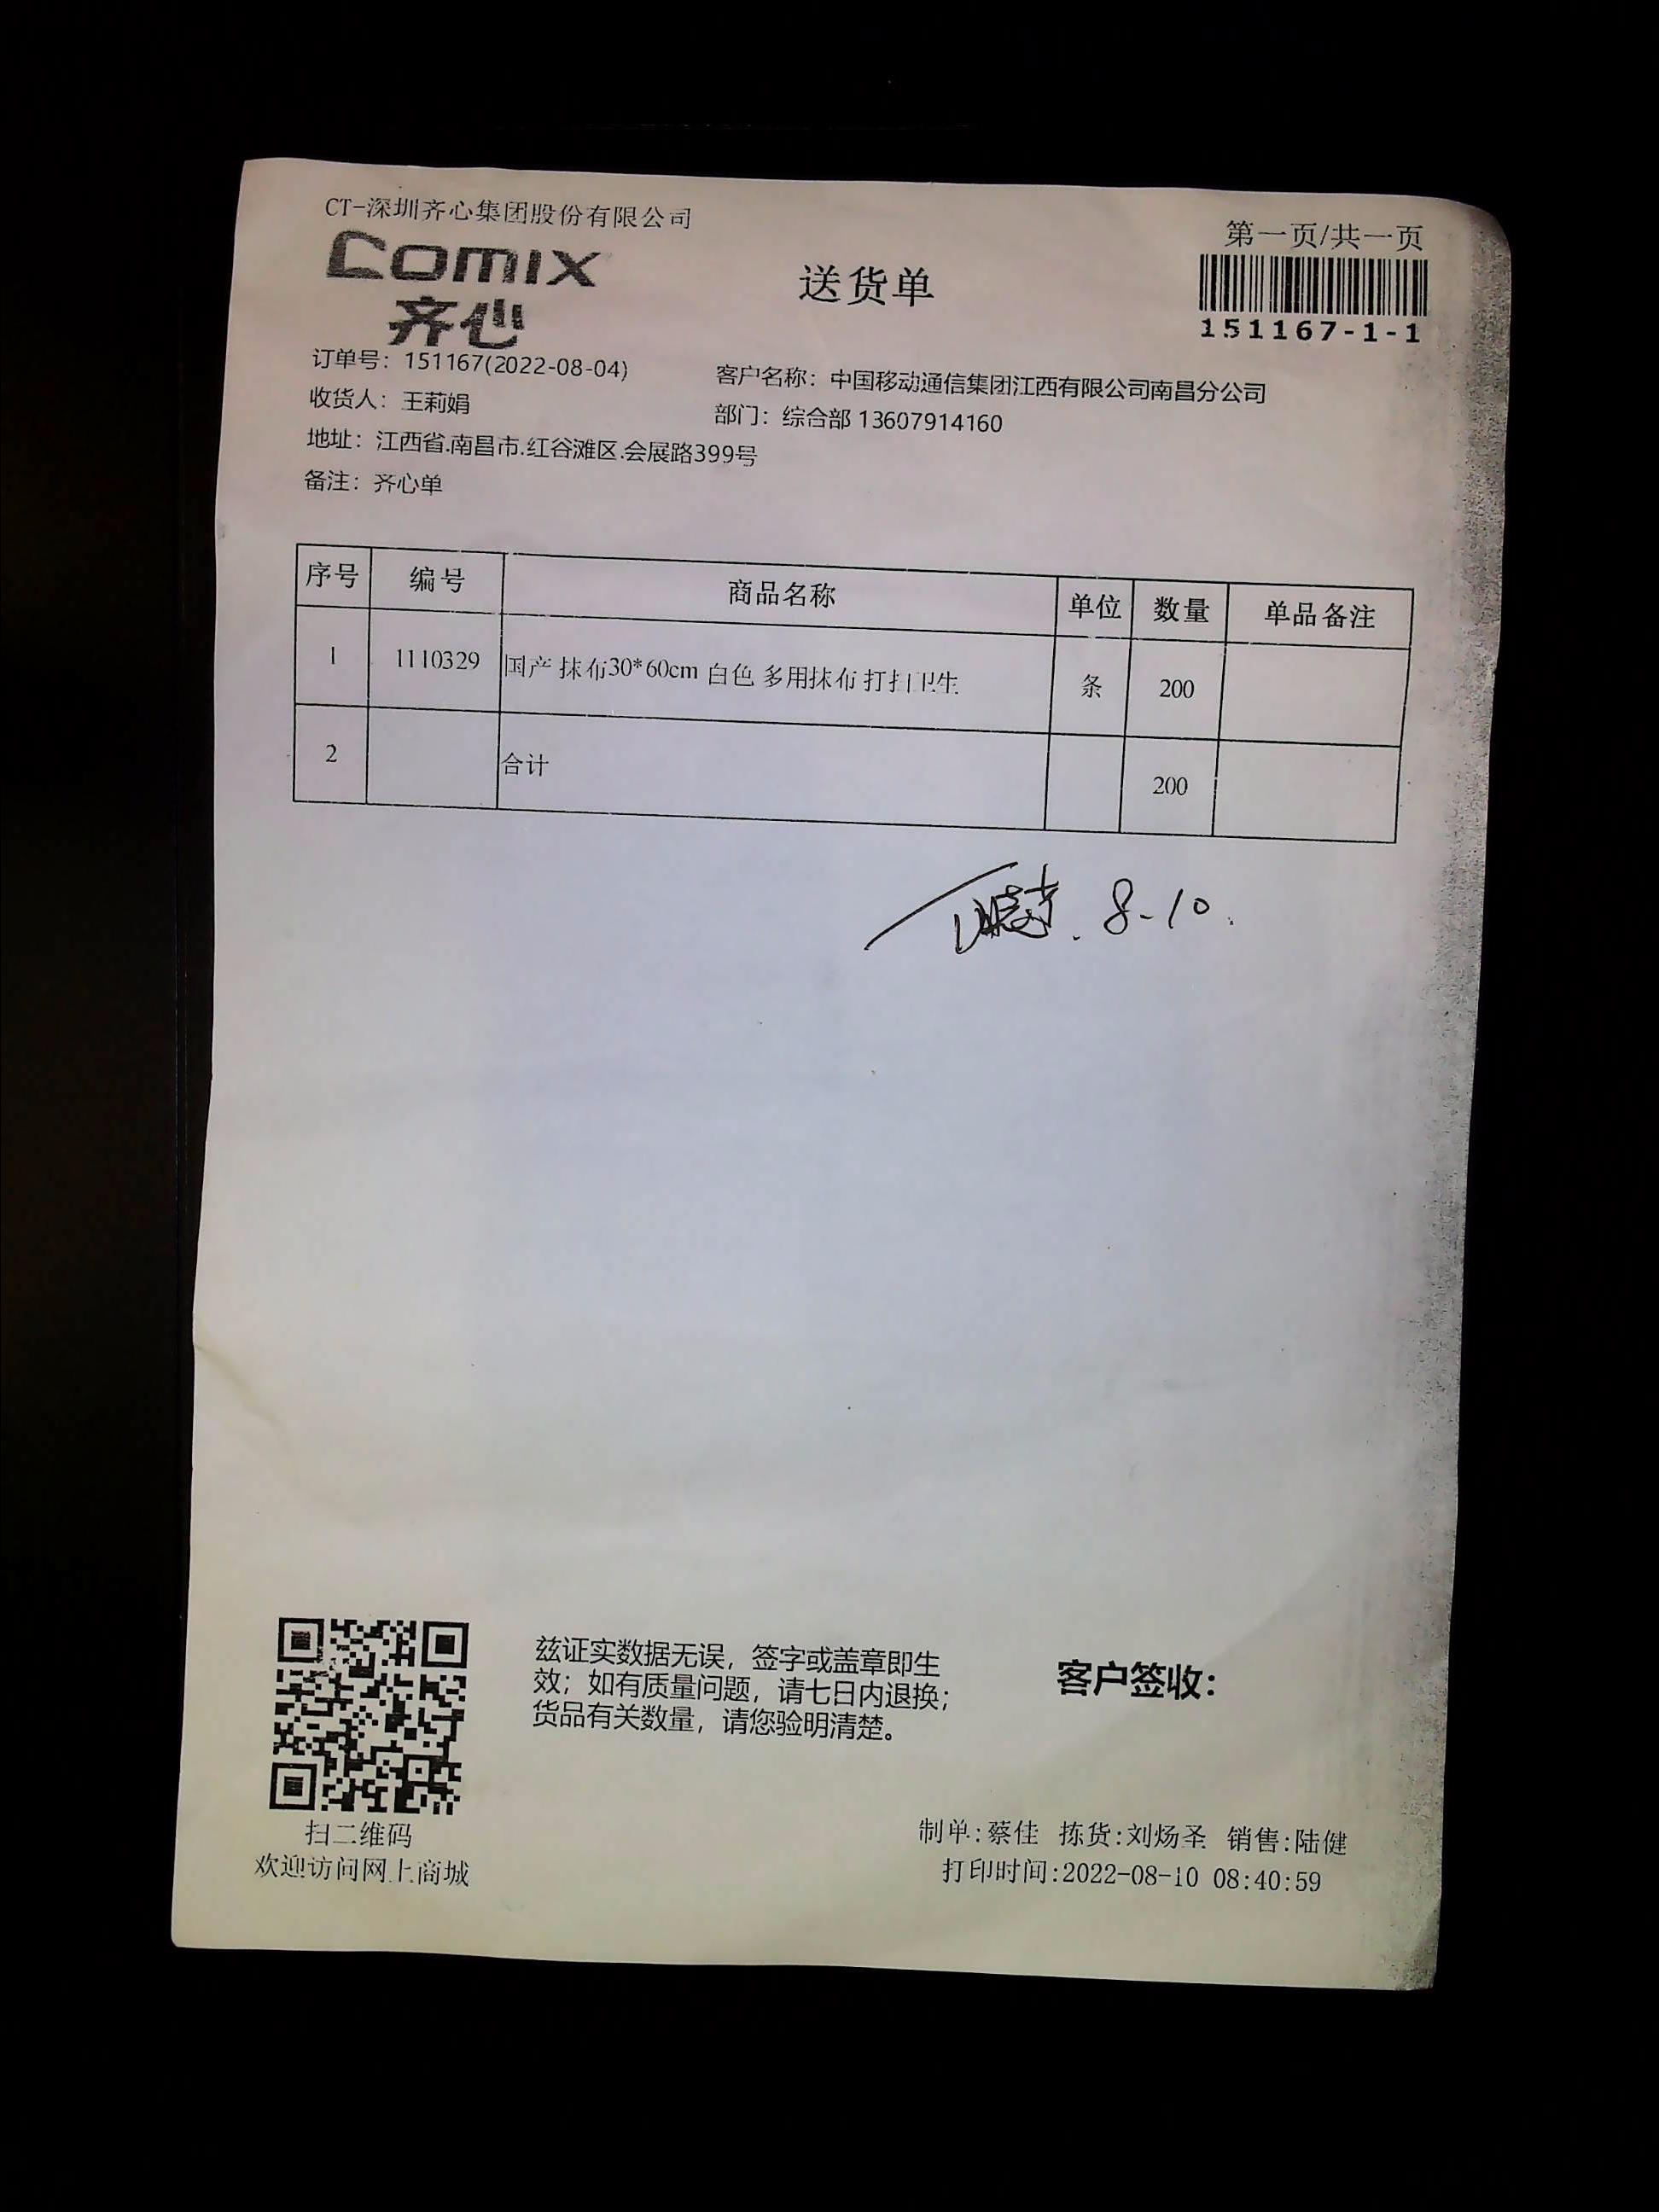 CT-深圳齐心集团股份有限公司
comix
齐心
送货单
第一页/共一页
151167-1-1
订单号：151167(2022-08-04)
客户名称：中国移动通信集团江西有限公司南昌分公司
收货人：王莉娟
部门：综合部 13607914160
地址：江西省.南昌市.红谷滩区.会展路399号
备注：齐心单
序号 编号 商品名称 单位 数量 单品备注
1 1110329 国产 抹布30*60cm 白色 多用抹布 打扫卫生 条 200
2 合计 200
8-10.
兹证实数据无误，签字或盖章即生
效；如有质量问题，请七日内退换；
货品有关数量，请您验明清楚。
客户签收：
扫二维码
欢迎访问网上商城
制单:蔡佳 拣货:刘炀圣 销售:陆健
打印时间:2022-08-10 08:40:59